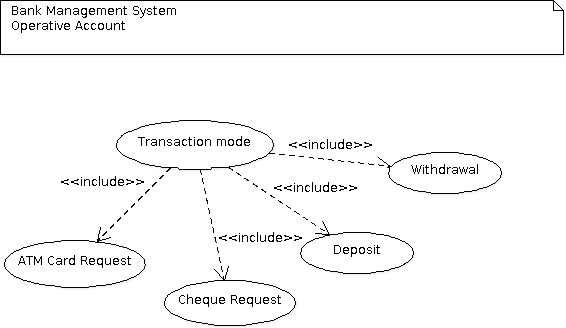 Bank Management System
Operative Account
Transaction mode
<<include>>
Withdrawal
<<include>>
<<include>>
<<include>>
Deposit
ATM Card Request
Cheque Request